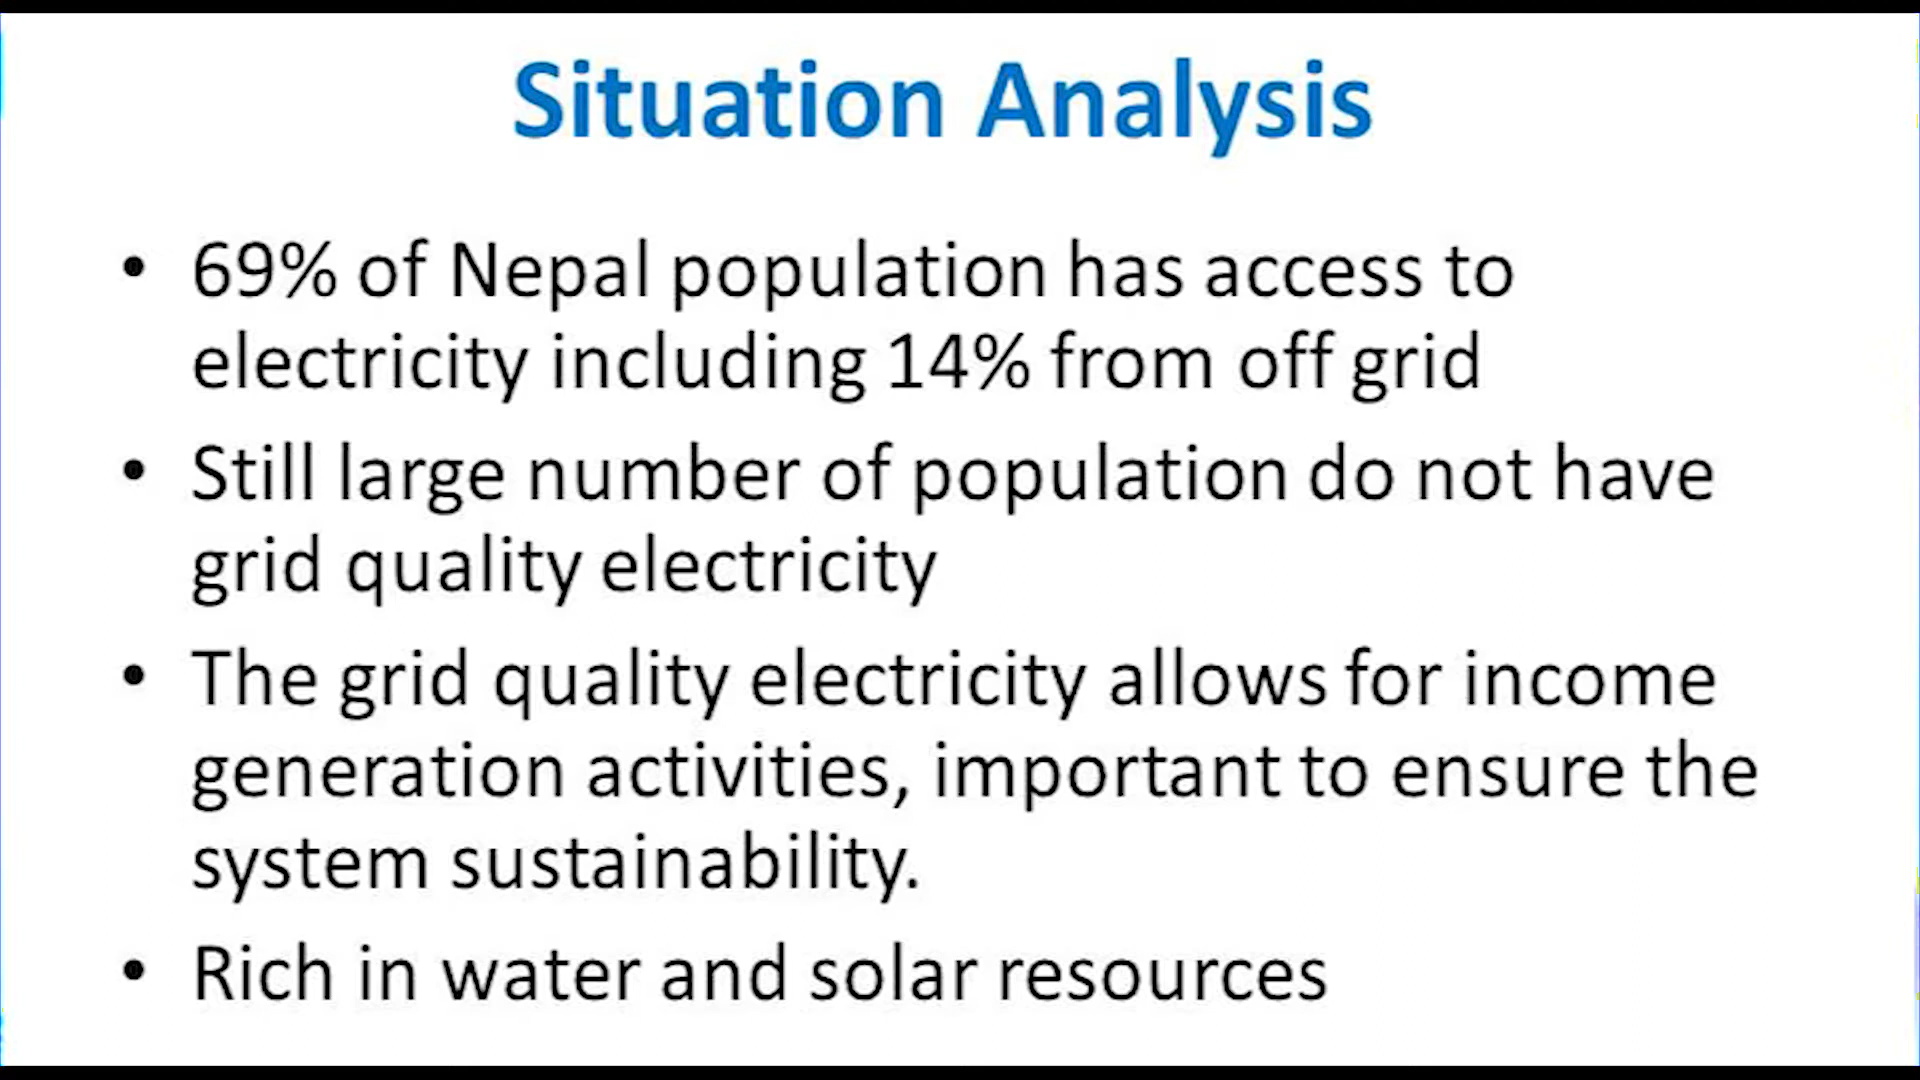 Situation Analysis
• 69% of Nepal population has access to
electricity including 14% from off grid
• Still large number of population do not have
grid quality electricity
• The grid quality electricity allows for income
generation activities, important to ensure the
system sustainability.
• Rich in water and solar resources